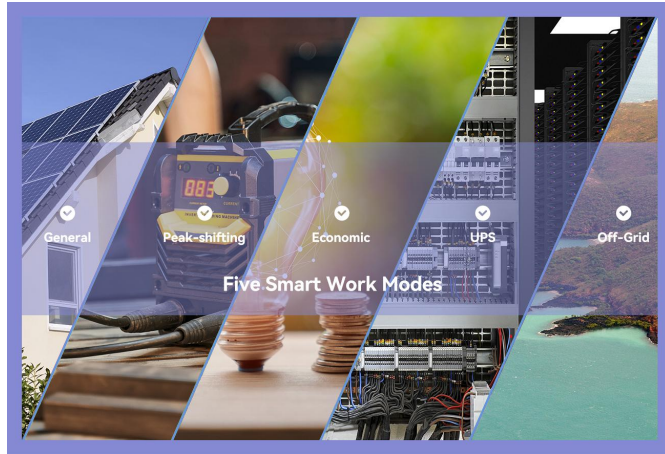 General
Peak-shifting
Economic
UPS
Off-Grid
Five Smart Work Modes